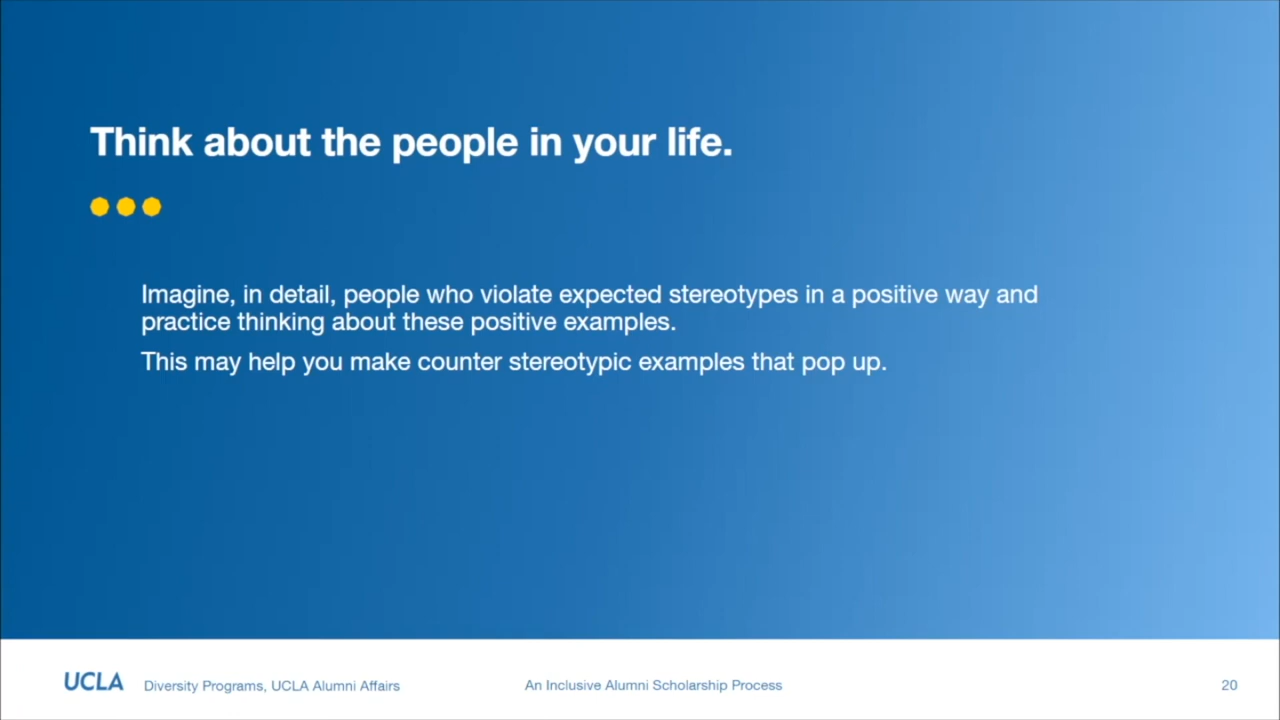 Think about the people in your life.
Imagine, in detail, people who violate expected stereotypes in a positive way and
practice thinking about these positive examples.
This may help you make counter stereotypic examples that pop up.
UCLA Diversity Programs, UCLA Alumni Affairs An Inclusive Alumni Scholarship Process 20